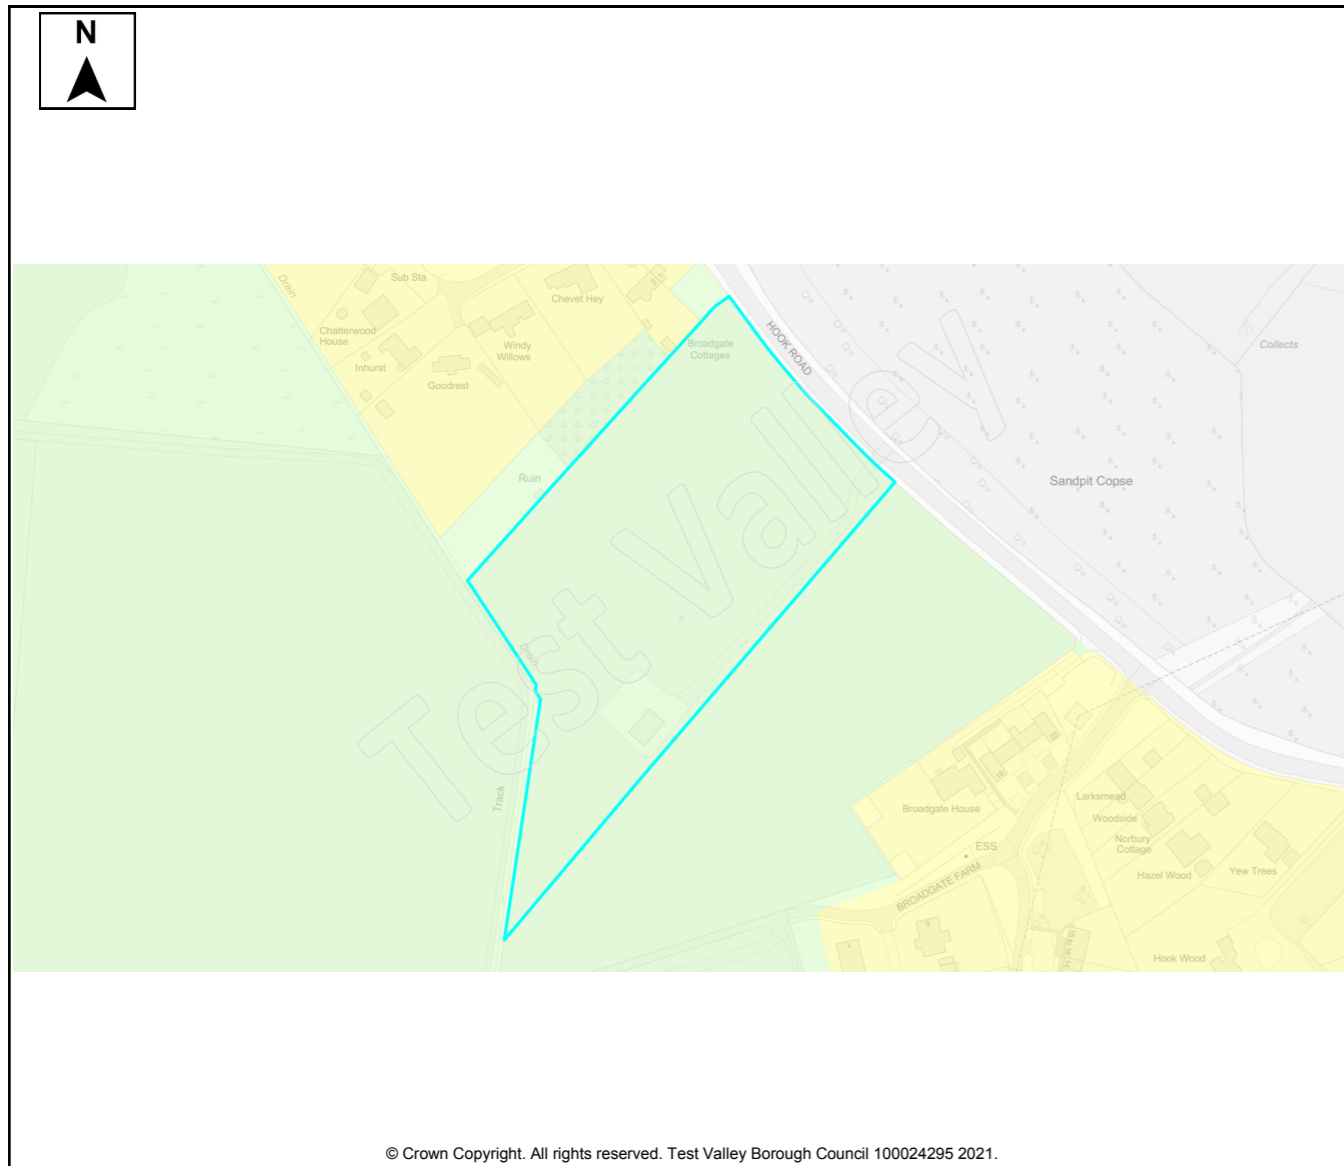 N
Drain
Sub Sta
Chevet Hey
Chatterwood
House
Windy
Willows
Inhurst
Goodrest
Broadgate
Cottages
HOOK ROAD
Collects
Ruin
Sandpit Copse
Test Valley
Drain
Track
Broadgate House
Larksmead
Woodside
Norbury
Cottage
ESS
Hazel Wood
Yew Trees
BROADGATE FARM
Hook Wood
© Crown Copyright. All rights reserved. Test Valley Borough Council 100024295 2021.